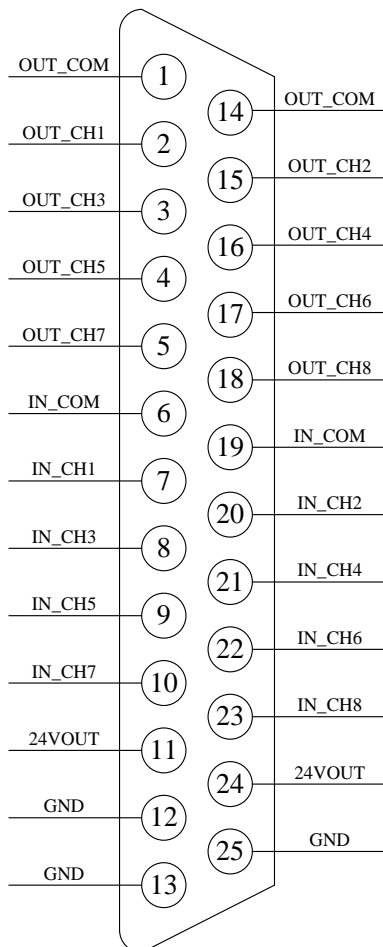 OUT_COM 1
14 OUT_COM
OUT_CH1 2
15 OUT_CH2
OUT_CH3 3
16 OUT_CH4
OUT_CH5 4
17 OUT_CH6
OUT_CH7 5
18 OUT_CH8
IN_COM 6
19 IN_COM
IN_CH1 7
20 IN_CH2
IN_CH3 8
21 IN_CH4
IN_CH5 9
22 IN_CH6
IN_CH7 10
23 IN_CH8
24VOUT 11
24 24VOUT
GND 12
25 GND
GND 13